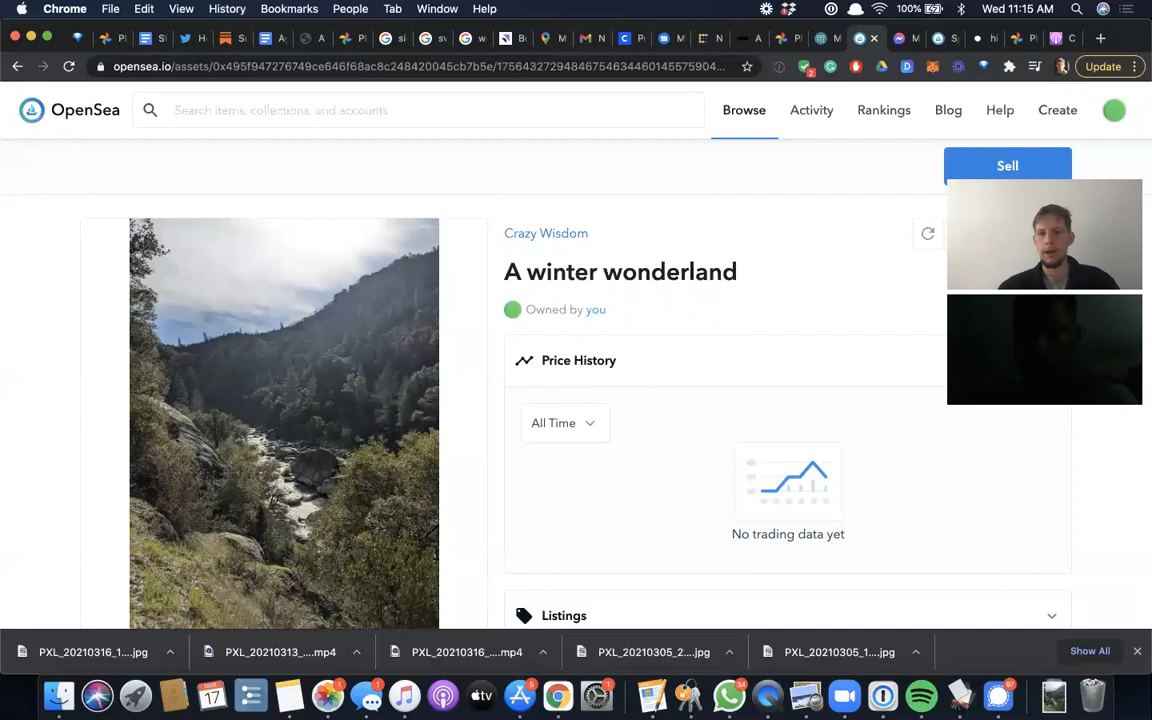 Chrome File Edit View History Bookmarks People Tab Window Help 100% Wed 11:15 AM
opensea.io/assets/0x495f947276749ce646f68ac8c248420045cb7b5e/17564327294846754634460145575904... Update
OpenSea Search items, collections, and accounts Browse Activity Rankings Blog Help Create
Sell
Crazy Wisdom
A winter wonderland
Owned by you
Price History
All Time
No trading data yet
Listings
PXL_20210316_1....jpg PXL_20210313_....mp4 PXL_20210316_....mp4 PXL_20210305_2....jpg PXL_20210305_1....jpg Show All